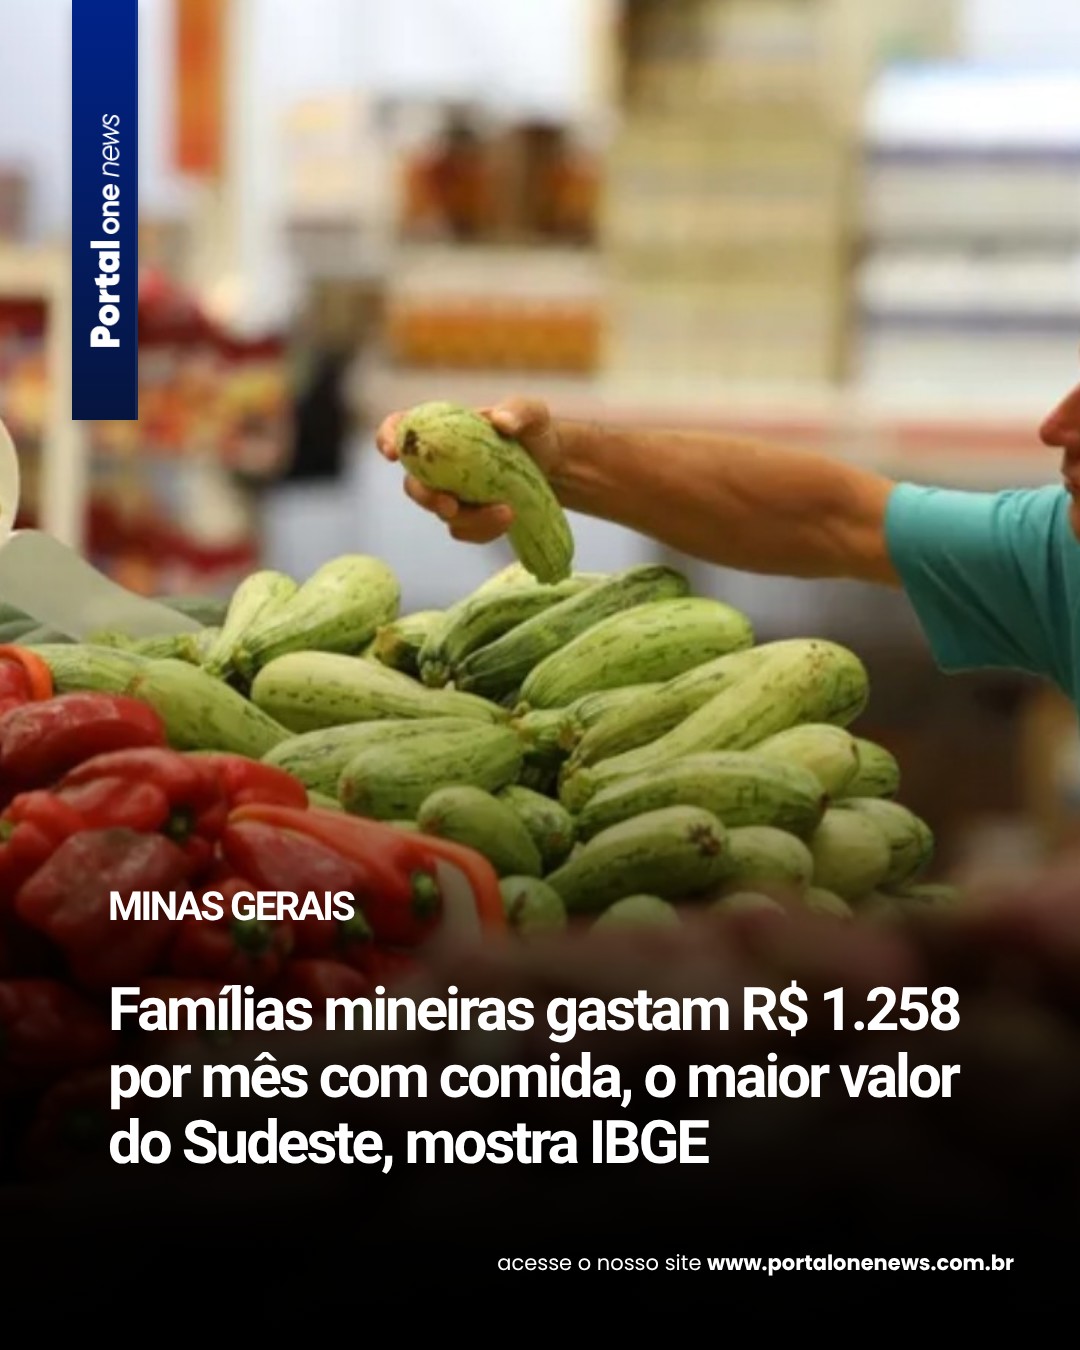 Portal one news
MINAS GERAIS
Famílias mineiras gastam R$ 1.258
por mês com comida, o maior valor
do Sudeste, mostra IBGE
acesse o nosso site www.portalonenews.com.br